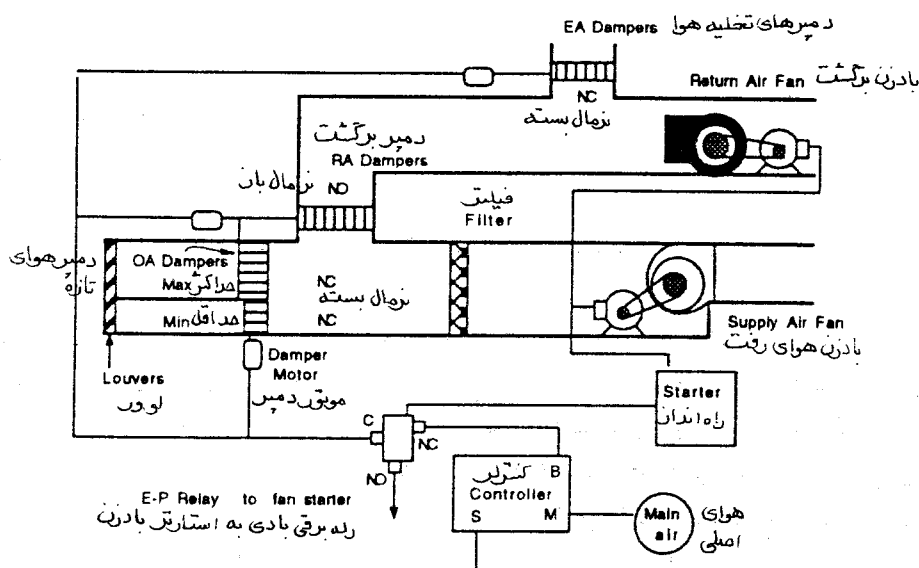 دمپرهای تخلیه هوا
EA Dampers
بادزن برگشت
Return Air Fan
NC
نرمال بسته
دمپر برگشت
RA Dampers
نرمال باز
NO
فیلتر
Filter
دمپر هوای
تازه
OA Dampers
Max حداکثر
Min حداقل
NC
نرمال بسته
NC
Supply Air Fan
بادزن هوای رفت
Louvers
لوور
Damper
Motor
موتور دمپر
Starter
راه انداز
C
NC
NO
کنترلر B
Controller
S M
Main
air
هوای
اصلی
E-P Relay to fan starter
رله برقی بادی به استارتر بادزن